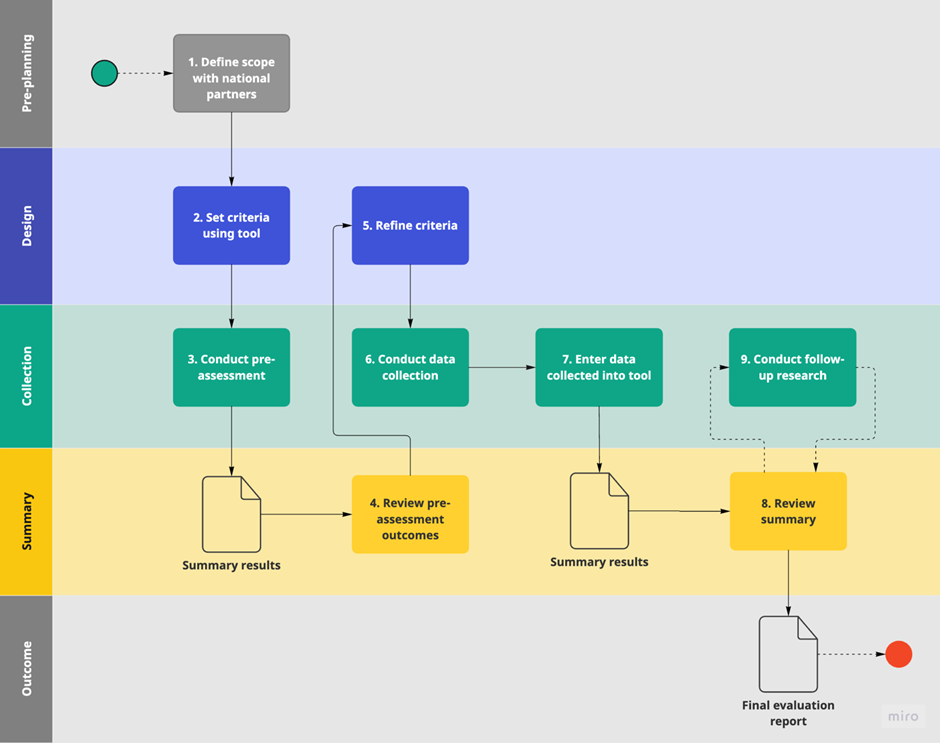 Pre-planning
1. Define scope
with national
partners
Design
2. Set criteria
using tool
5. Refine criteria
Collection
3. Conduct pre-
assessment
6. Conduct data
collection
7. Enter data
collected into tool
9. Conduct follow-
up research
Summary
Summary results
4. Review pre-
assessment
outcomes
Summary results
8. Review
summary
Outcome
Final evaluation
report
miro